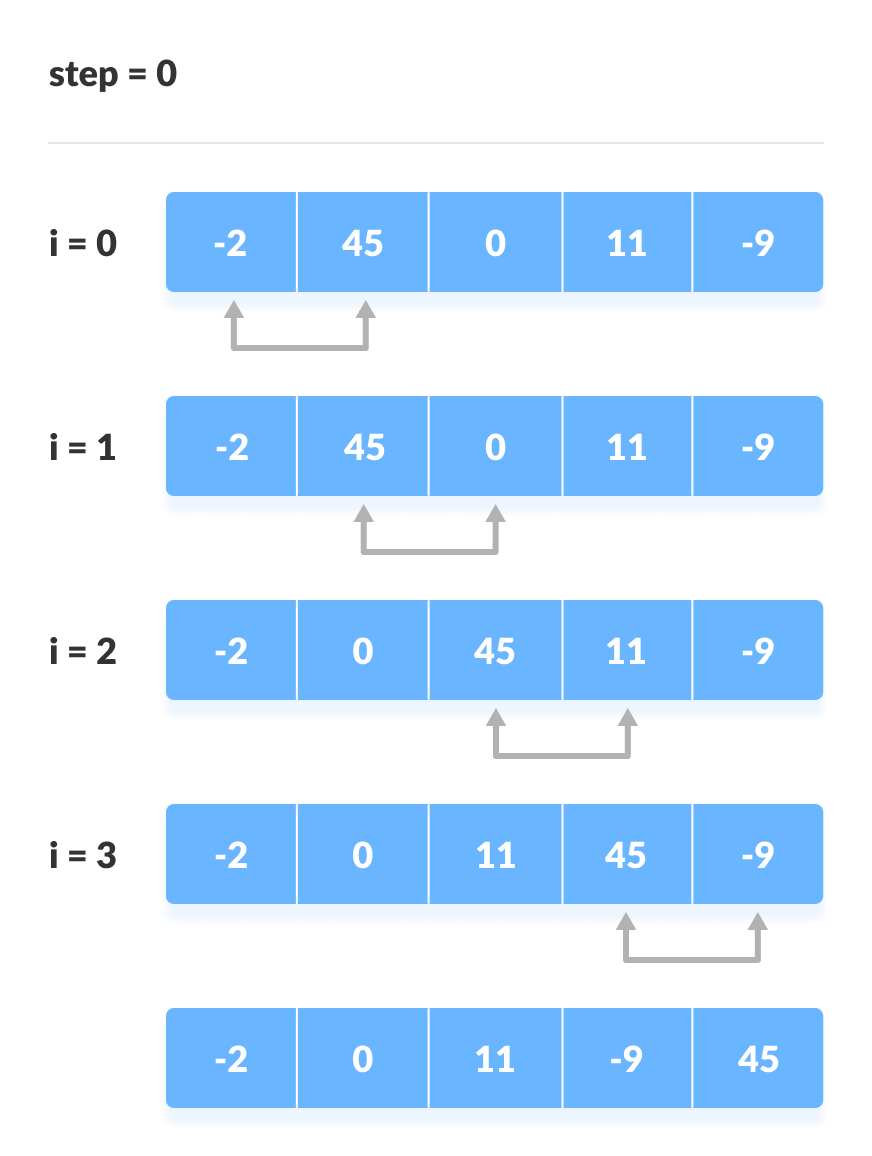 step = 0
i = 0 -2 45 0 11 -9
i = 1 -2 45 0 11 -9
i = 2 -2 0 45 11 -9
i = 3 -2 0 11 45 -9
-2 0 11 -9 45